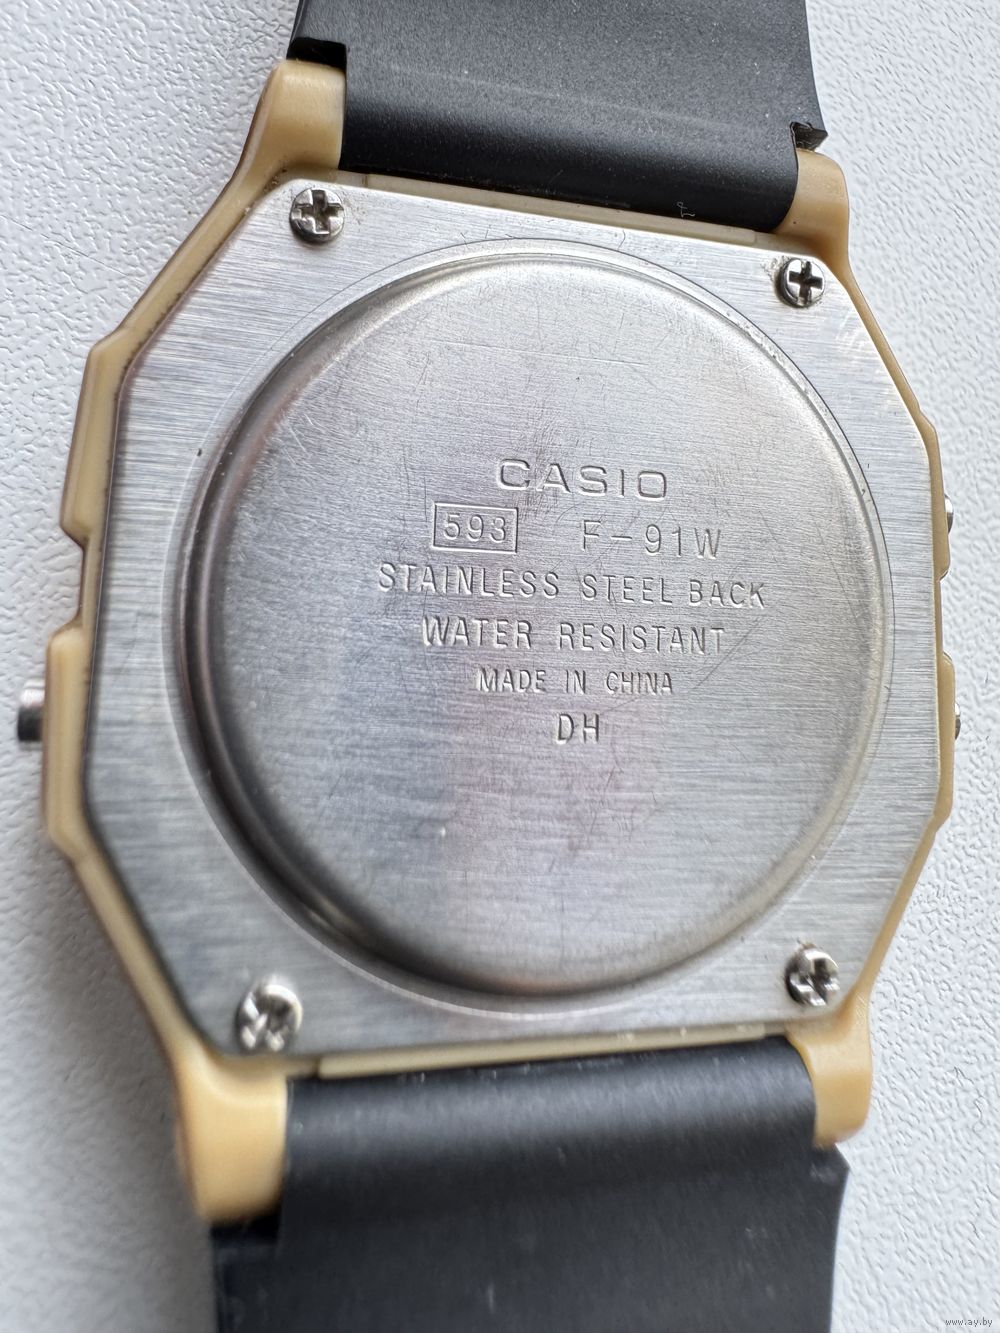 CASIO
593 F-91W
STAINLESS STEEL BACK
WATER RESISTANT
MADE IN CHINA
DH
www.ay.by